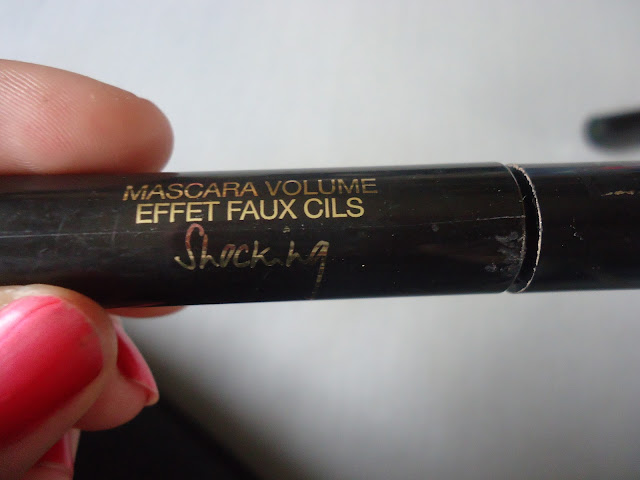 MASCARA VOLUME
EFFET FAUX CILS
Shocking